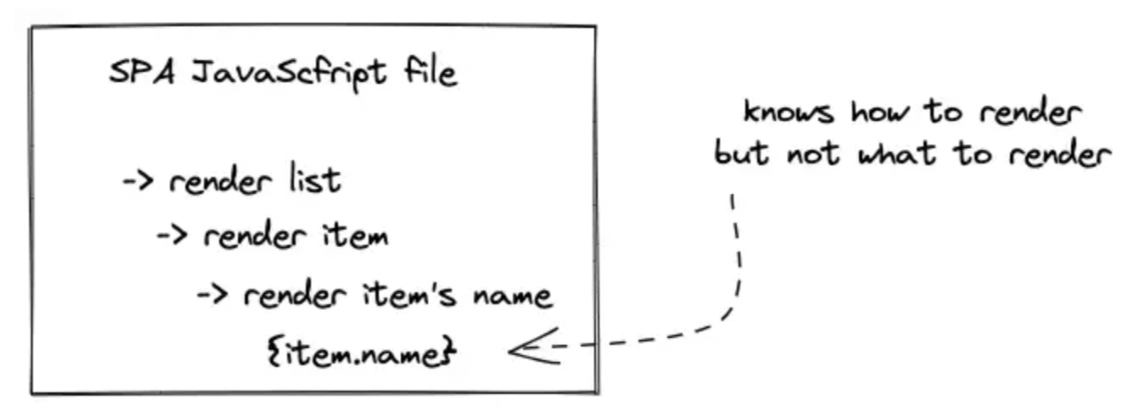 SPA JavaScfript file
-> render list
-> render item
-> render item's name
{item.name}
knows how to render
but not what to render